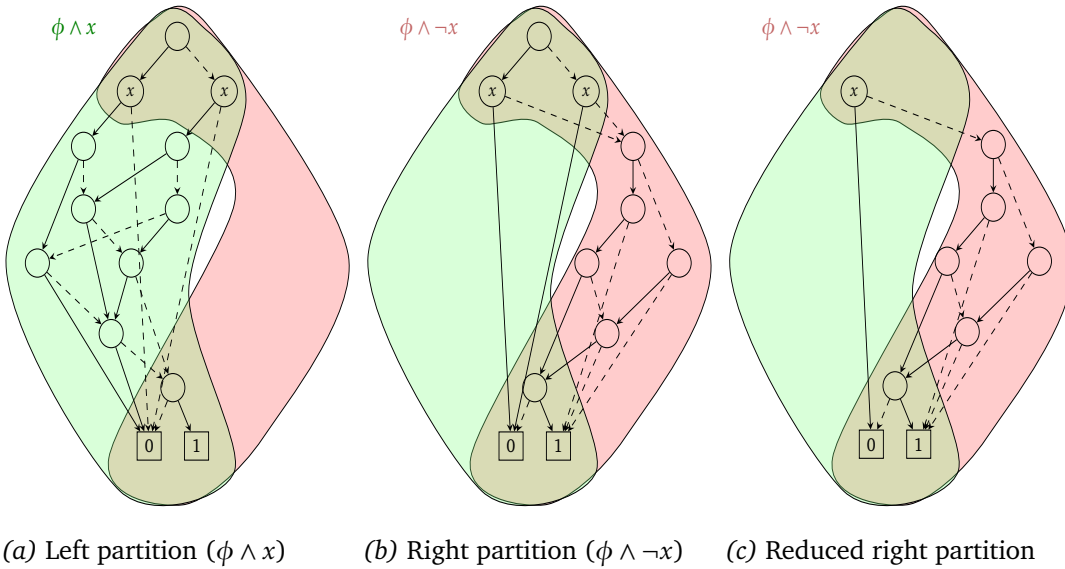 ϕ ∧ x ϕ ∧ ¬x ϕ ∧ ¬x
x x x x x
0 1 0 1 0 1
(a) Left partition (ϕ ∧ x) (b) Right partition (ϕ ∧ ¬x) (c) Reduced right partition